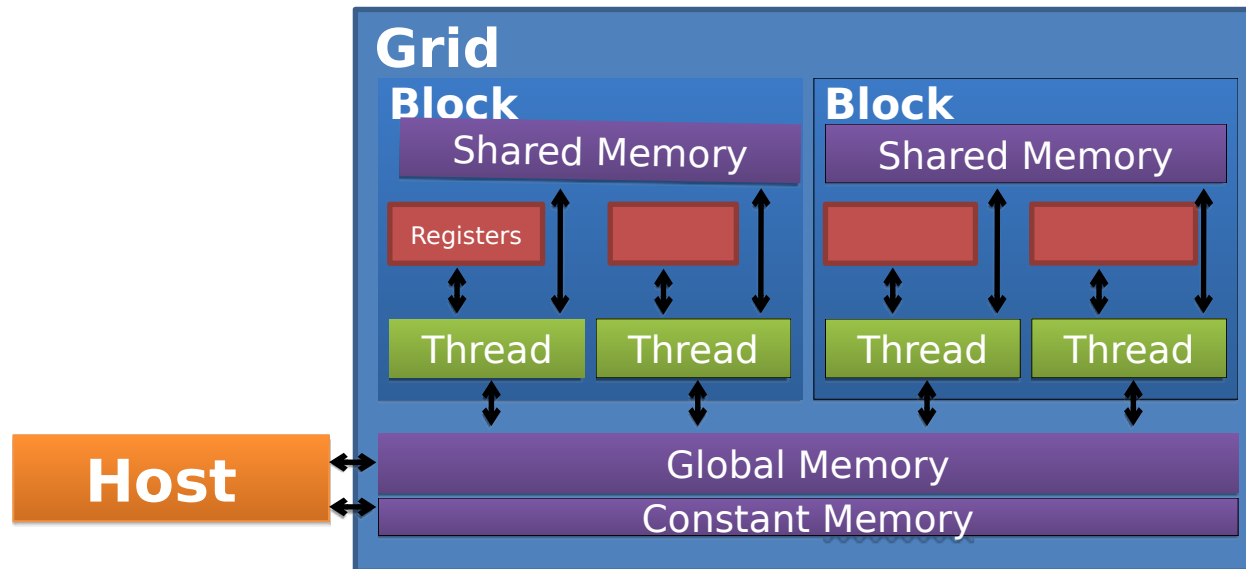 Grid
Block
Block
Shared Memory
Shared Memory
Registers
Thread
Thread
Thread
Thread
Host
Global Memory
Constant Memory